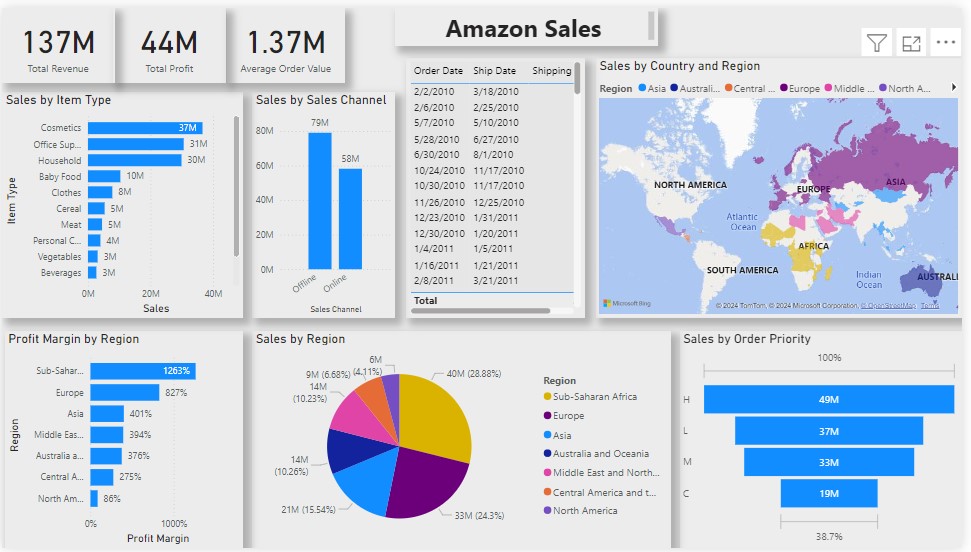 137M
Total Revenue
44M
Total Profit
1.37M
Average Order Value
Amazon Sales
Sales by Item Type
Item Type
Cosmetics 37M
Office Sup... 31M
Household 30M
Baby Food 10M
Clothes 8M
Cereal 5M
Meat 5M
Personal C... 4M
Vegetables 3M
Beverages 3M
0M 20M 40M
Sales
Sales by Sales Channel
80M
60M
40M
20M
0M
79M
58M
Offline
Online
Sales Channel
Order Date Ship Date Shipping
2/2/2010 3/18/2010
2/6/2010 2/25/2010
5/7/2010 5/10/2010
5/28/2010 6/27/2010
6/30/2010 8/1/2010
10/24/2010 11/17/2010
10/30/2010 11/17/2010
11/26/2010 12/25/2010
12/23/2010 1/31/2011
12/30/2010 1/20/2011
1/4/2011 1/5/2011
1/16/2011 1/21/2011
2/8/2011 3/21/2011
Total
Sales by Country and Region
Region Asia Australi... Central ... Europe Middle ... North A...
NORTH AMERICA
EUROPE
ASIA
Atlantic
Ocean
AFRICA
SOUTH AMERICA
Indian
Ocean
AUSTRALI
Microsoft Bing
© 2024 TomTom, © 2024 Microsoft Corporation, © OpenStreetMap Terms
Profit Margin by Region
Region
Sub-Sahar... 1263%
Europe 827%
Asia 401%
Middle Eas... 394%
Australia a... 376%
Central A... 275%
North Am... 86%
0% 1000%
Profit Margin
Sales by Region
40M (28.88%)
33M (24.3%)
21M (15.54%)
14M
(10.26%)
14M
(10.23%)
9M (6.68%)
6M
(4.11%)
Region
Sub-Saharan Africa
Europe
Asia
Australia and Oceania
Middle East and North...
Central America and t...
North America
Sales by Order Priority
100%
H 49M
L 37M
M 33M
C 19M
38.7%